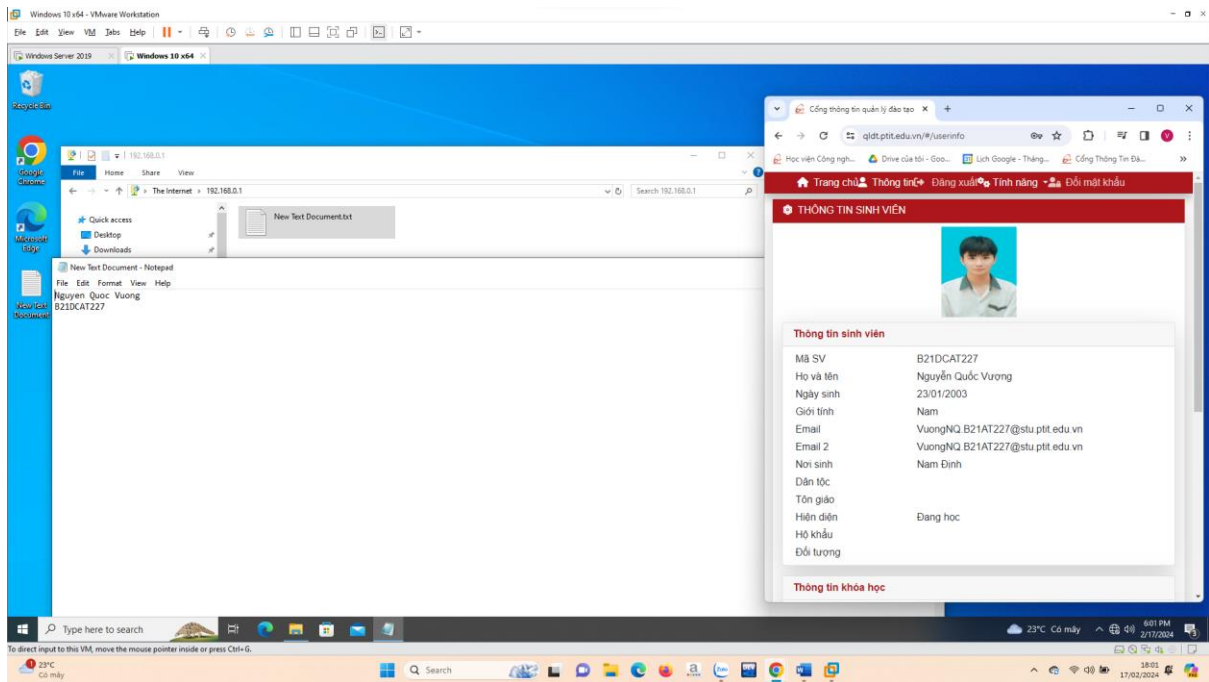 Windows 10 x64 - VMware Workstation
File Edit View VM Tabs Help
Windows Server 2019
Windows 10 x64
Recycle Bin
Google Chrome
Microsoft Edge
New Text Document
192.168.0.1
File Home Share View
The Internet > 192.168.0.1
Search 192.168.0.1
Quick access
Desktop
Downloads
New Text Document.txt
New Text Document - Notepad
File Edit Format View Help
Nguyen Quoc Vuong
B21DCAT227
Cổng thông tin quản lý đào tạo
qldt.ptit.edu.vn/#/userinfo
Học viện Công ngh... Drive của tôi - Goo... Lịch Google - Tháng... Cổng Thông Tin Đà...
Trang chủ Thông tin Đăng xuất Tính năng Đổi mật khẩu
THÔNG TIN SINH VIÊN
Thông tin sinh viên
Mã SV B21DCAT227
Họ và tên Nguyễn Quốc Vượng
Ngày sinh 23/01/2003
Giới tính Nam
Email VuongNQ.B21AT227@stu.ptit.edu.vn
Email 2 VuongNQ.B21AT227@stu.ptit.edu.vn
Nơi sinh Nam Định
Dân tộc
Tôn giáo
Hiện diện Đang học
Hộ khẩu
Đối tượng
Thông tin khóa học
Type here to search
23°C Có mây
6:01 PM
2/17/2024
To direct input to this VM, move the mouse pointer inside or press Ctrl+G.
23°C
Có mây
Search
18:01
17/02/2024